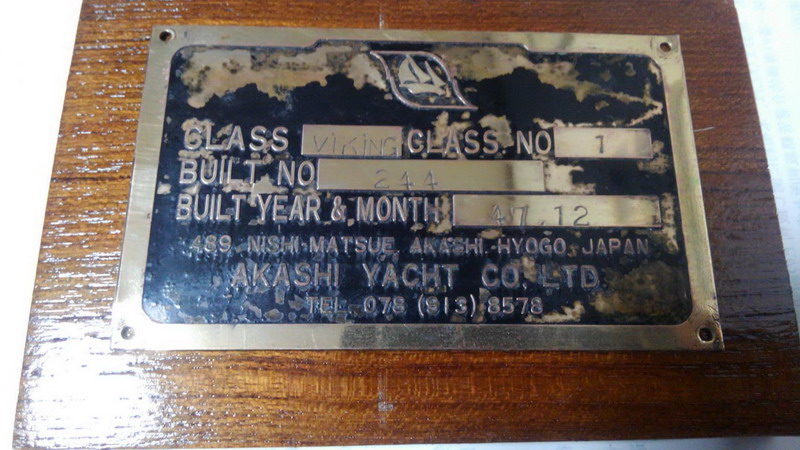 CLASS VIKING CLASS NO 1
BUILT NO 244
BUILT YEAR & MONTH 47.12
489, NISHI-MATSUE, AKASHI-HYOGO, JAPAN
AKASHI YACHT CO. LTD.
TEL 078 (913) 8578